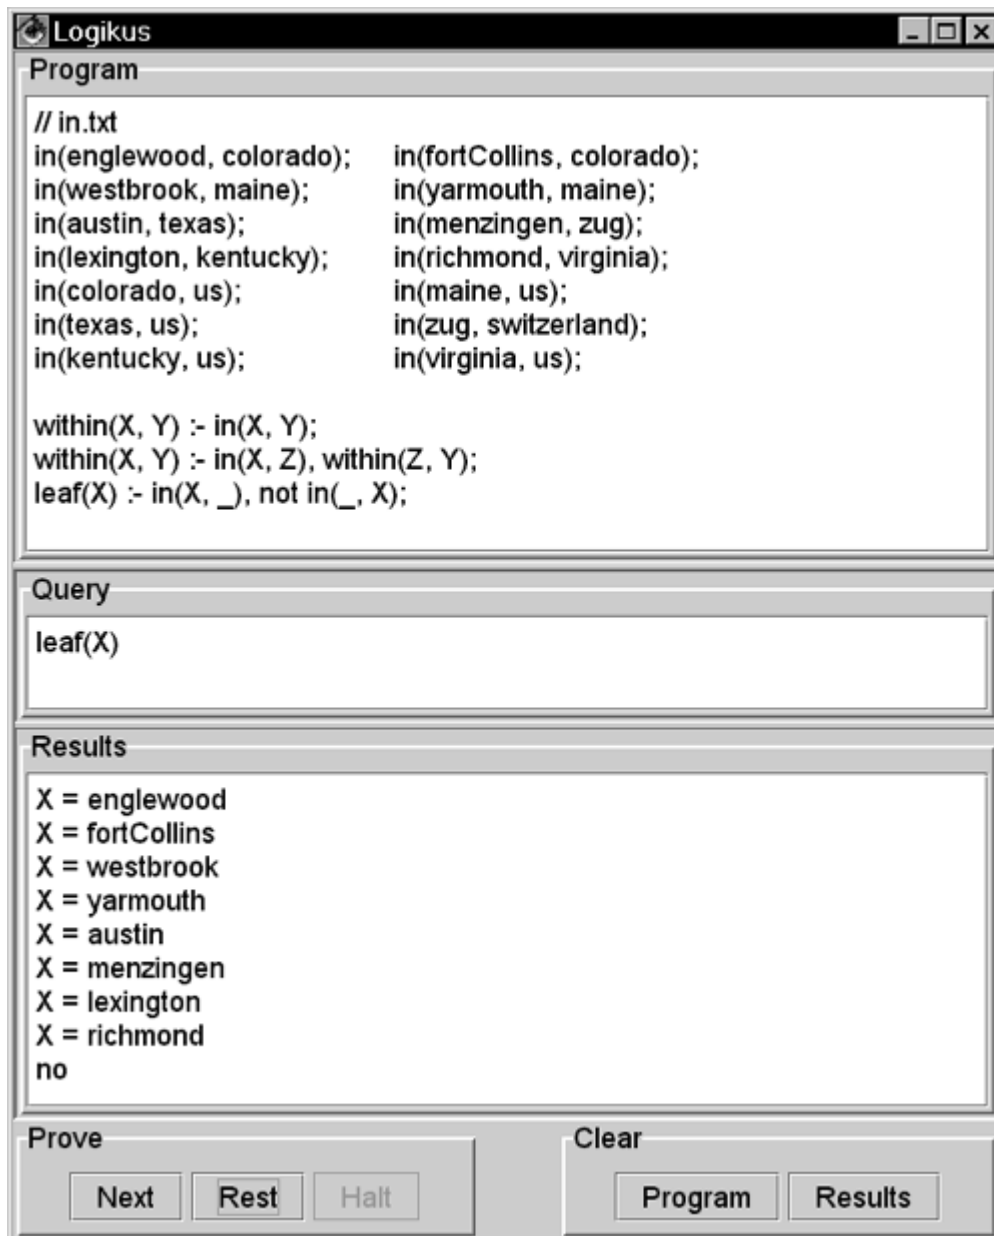 Logikus
Program
// in.txt
in(englewood, colorado); in(fortCollins, colorado);
in(westbrook, maine); in(yarmouth, maine);
in(austin, texas); in(menzingen, zug);
in(lexington, kentucky); in(richmond, virginia);
in(colorado, us); in(maine, us);
in(texas, us); in(zug, switzerland);
in(kentucky, us); in(virginia, us);
within(X, Y) :- in(X, Y);
within(X, Y) :- in(X, Z), within(Z, Y);
leaf(X) :- in(X, _), not in(_, X);
Query
leaf(X)
Results
X = englewood
X = fortCollins
X = westbrook
X = yarmouth
X = austin
X = menzingen
X = lexington
X = richmond
no
Prove Clear
Next Rest Halt Program Results